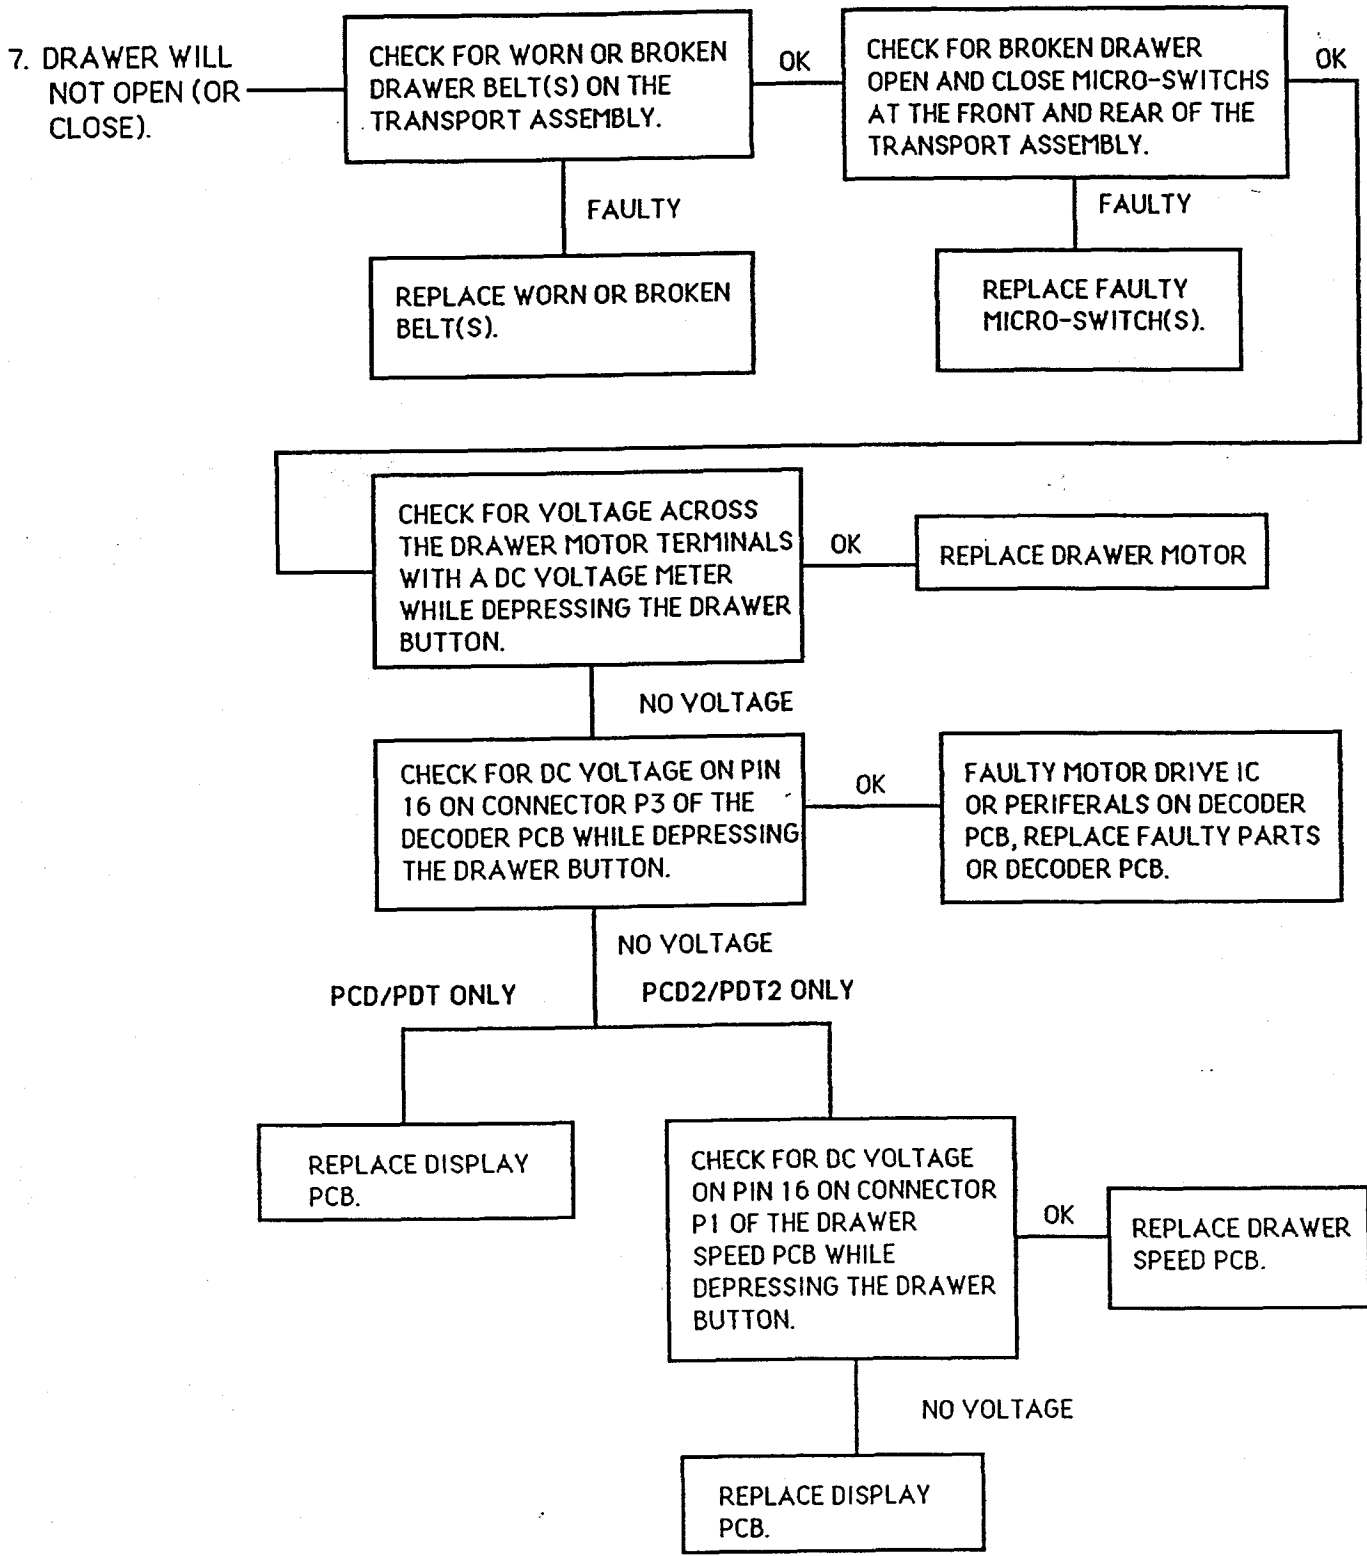 7. DRAWER WILL
NOT OPEN (OR
CLOSE).
CHECK FOR WORN OR BROKEN
DRAWER BELT(S) ON THE
TRANSPORT ASSEMBLY.
OK
CHECK FOR BROKEN DRAWER
OPEN AND CLOSE MICRO-SWITCHS
AT THE FRONT AND REAR OF THE
TRANSPORT ASSEMBLY.
OK
FAULTY
FAULTY
REPLACE WORN OR BROKEN
BELT(S).
REPLACE FAULTY
MICRO-SWITCH(S).
CHECK FOR VOLTAGE ACROSS
THE DRAWER MOTOR TERMINALS
WITH A DC VOLTAGE METER
WHILE DEPRESSING THE DRAWER
BUTTON.
OK
REPLACE DRAWER MOTOR
NO VOLTAGE
CHECK FOR DC VOLTAGE ON PIN
16 ON CONNECTOR P3 OF THE
DECODER PCB WHILE DEPRESSING
THE DRAWER BUTTON.
OK
FAULTY MOTOR DRIVE IC
OR PERIFERALS ON DECODER
PCB, REPLACE FAULTY PARTS
OR DECODER PCB.
NO VOLTAGE
PCD/PDT ONLY
PCD2/PDT2 ONLY
REPLACE DISPLAY
PCB.
CHECK FOR DC VOLTAGE
ON PIN 16 ON CONNECTOR
P1 OF THE DRAWER
SPEED PCB WHILE
DEPRESSING THE DRAWER
BUTTON.
OK
REPLACE DRAWER
SPEED PCB.
NO VOLTAGE
REPLACE DISPLAY
PCB.